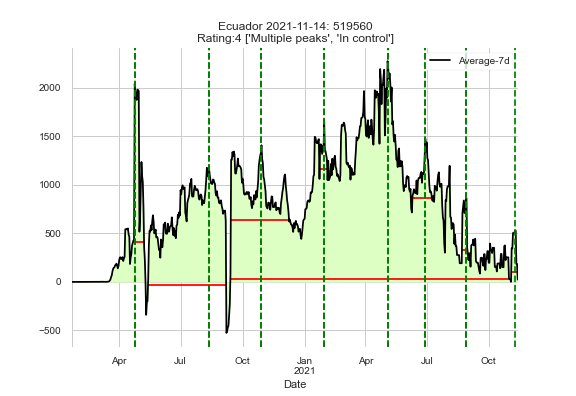 Ecuador 2021-11-14: 519560
Rating:4 ['Multiple peaks', 'In control']
Average-7d
2000
1500
1000
500
0
−500
Apr
Jul
Oct
Jan
2021
Apr
Jul
Oct
Date